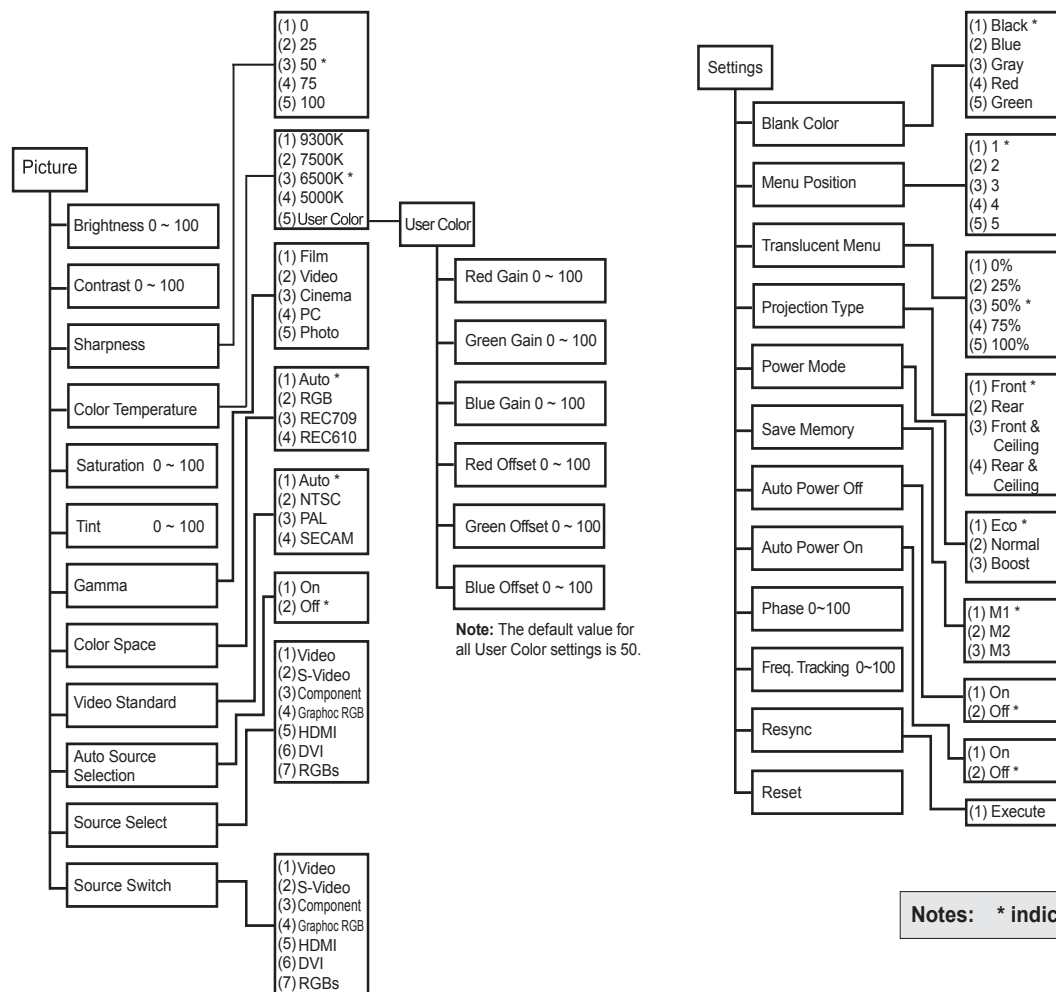 Picture
Brightness 0 ~ 100
Contrast 0 ~ 100
Sharpness
Color Temperature
Saturation 0 ~ 100
Tint 0 ~ 100
Gamma
Color Space
Video Standard
Auto Source
Selection
Source Select
Source Switch
(1) 0
(2) 25
(3) 50 *
(4) 75
(5) 100
(1) 9300K
(2) 7500K
(3) 6500K *
(4) 5000K
(5) User Color
(1) Film
(2) Video
(3) Cinema
(4) PC
(5) Photo
(1) Auto *
(2) RGB
(3) REC709
(4) REC610
(1) Auto *
(2) NTSC
(3) PAL
(4) SECAM
(1) On
(2) Off *
(1) Video
(2) S-Video
(3) Component
(4) Graphoc RGB
(5) HDMI
(6) DVI
(7) RGBs
(1) Video
(2) S-Video
(3) Component
(4) Graphoc RGB
(5) HDMI
(6) DVI
(7) RGBs
User Color
Red Gain 0 ~ 100
Green Gain 0 ~ 100
Blue Gain 0 ~ 100
Red Offset 0 ~ 100
Green Offset 0 ~ 100
Blue Offset 0 ~ 100
Note: The default value for
all User Color settings is 50.
Settings
Blank Color
Menu Position
Translucent Menu
Projection Type
Power Mode
Save Memory
Auto Power Off
Auto Power On
Phase 0~100
Freq. Tracking 0~100
Resync
Reset
(1) Black *
(2) Blue
(3) Gray
(4) Red
(5) Green
(1) 1 *
(2) 2
(3) 3
(4) 4
(5) 5
(1) 0%
(2) 25%
(3) 50% *
(4) 75%
(5) 100%
(1) Front *
(2) Rear
(3) Front &
Ceiling
(4) Rear &
Ceiling
(1) Eco *
(2) Normal
(3) Boost
(1) M1 *
(2) M2
(3) M3
(1) On
(2) Off *
(1) On
(2) Off *
(1) Execute
Notes: * indic